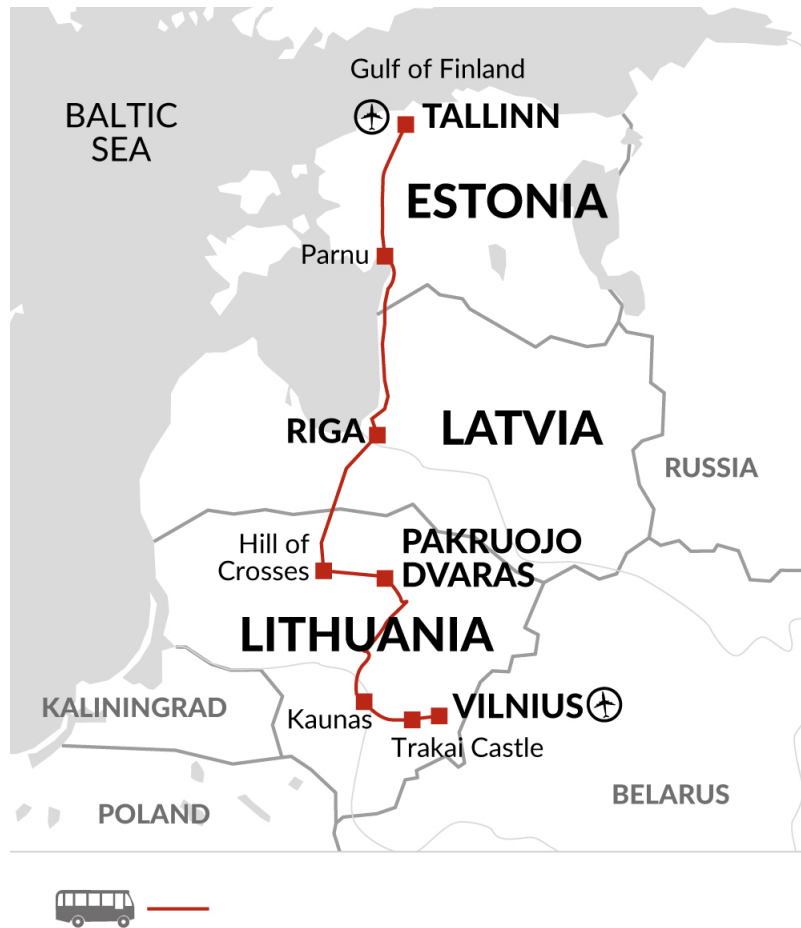 Gulf of Finland
BALTIC
SEA
TALLINN
ESTONIA
Parnu
RIGA
LATVIA
RUSSIA
Hill of
Crosses
PAKRUOJO
DVARAS
LITHUANIA
KALININGRAD
Kaunas
VILNIUS
Trakai Castle
POLAND
BELARUS